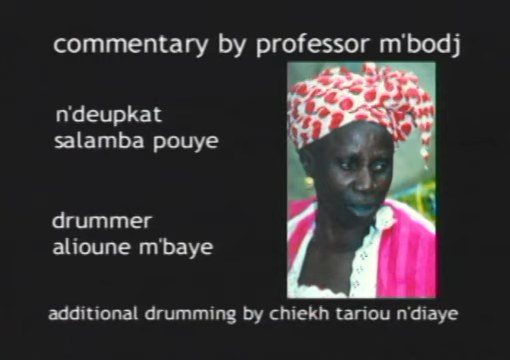 commentary by professor m'bodj
n'deupkat
salamba pouye
drummer
alioune m'baye
additional drumming by chiekh tariou n'diaye